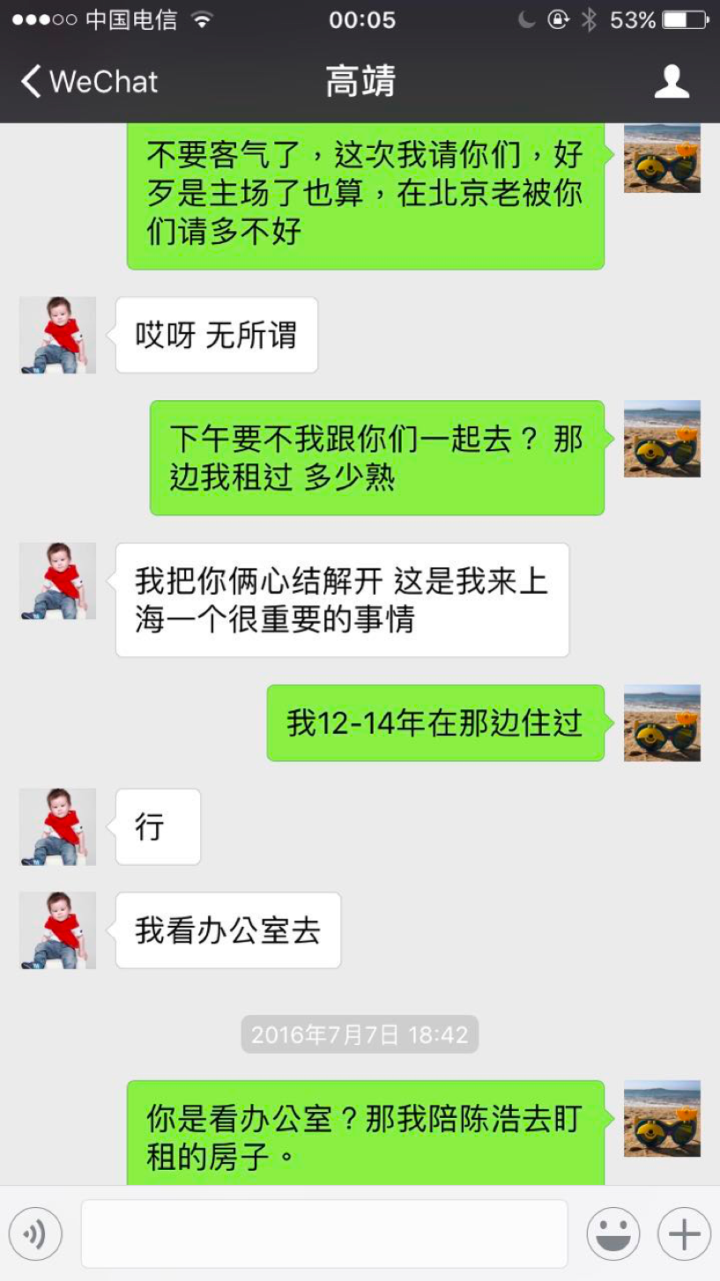 中国电信
00:05
53%
WeChat
高靖
不要客气了，这次我请你们，好
歹是主场了也算，在北京老被你
们请多不好
哎呀 无所谓
下午要不我跟你们一起去？ 那
边我租过 多少熟
我把你俩心结解开 这是我来上
海一个很重要的事情
我12-14年在那边住过
行
我看办公室去
2016年7月7日 18:42
你是看办公室？那我陪陈浩去盯
租的房子。